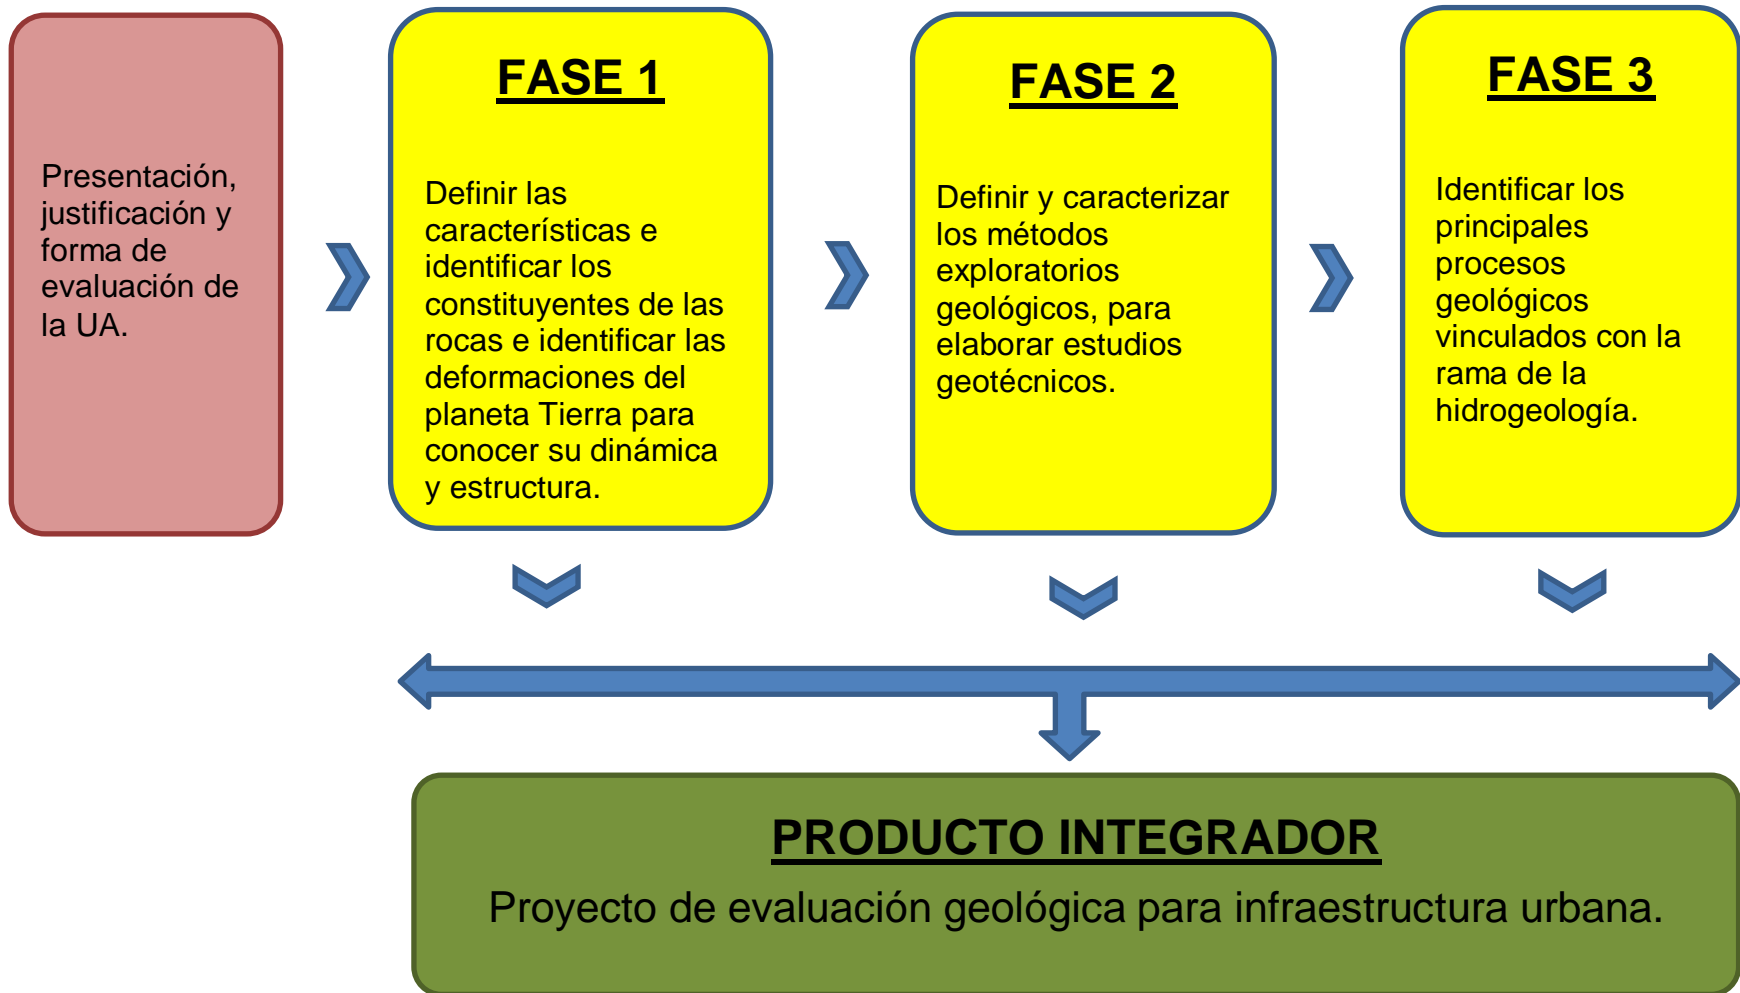 Presentación,
justificación y
forma de
evaluación de
la UA.
FASE 1
Definir las
características e
identificar los
constituyentes de las
rocas e identificar las
deformaciones del
planeta Tierra para
conocer su dinámica
y estructura.
FASE 2
Definir y caracterizar
los métodos
exploratorios
geológicos, para
elaborar estudios
geotécnicos.
FASE 3
Identificar los
principales
procesos
geológicos
vinculados con la
rama de la
hidrogeología.
PRODUCTO INTEGRADOR
Proyecto de evaluación geológica para infraestructura urbana.